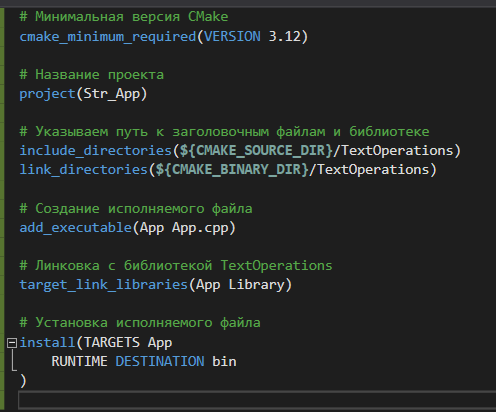 # Минимальная версия CMake
cmake_minimum_required(VERSION 3.12)
# Название проекта
project(Str_App)
# Указываем путь к заголовочным файлам и библиотеке
include_directories(${CMAKE_SOURCE_DIR}/TextOperations)
link_directories(${CMAKE_BINARY_DIR}/TextOperations)
# Создание исполняемого файла
add_executable(App App.cpp)
# Линковка с библиотекой TextOperations
target_link_libraries(App Library)
# Установка исполняемого файла
install(TARGETS App
RUNTIME DESTINATION bin
)